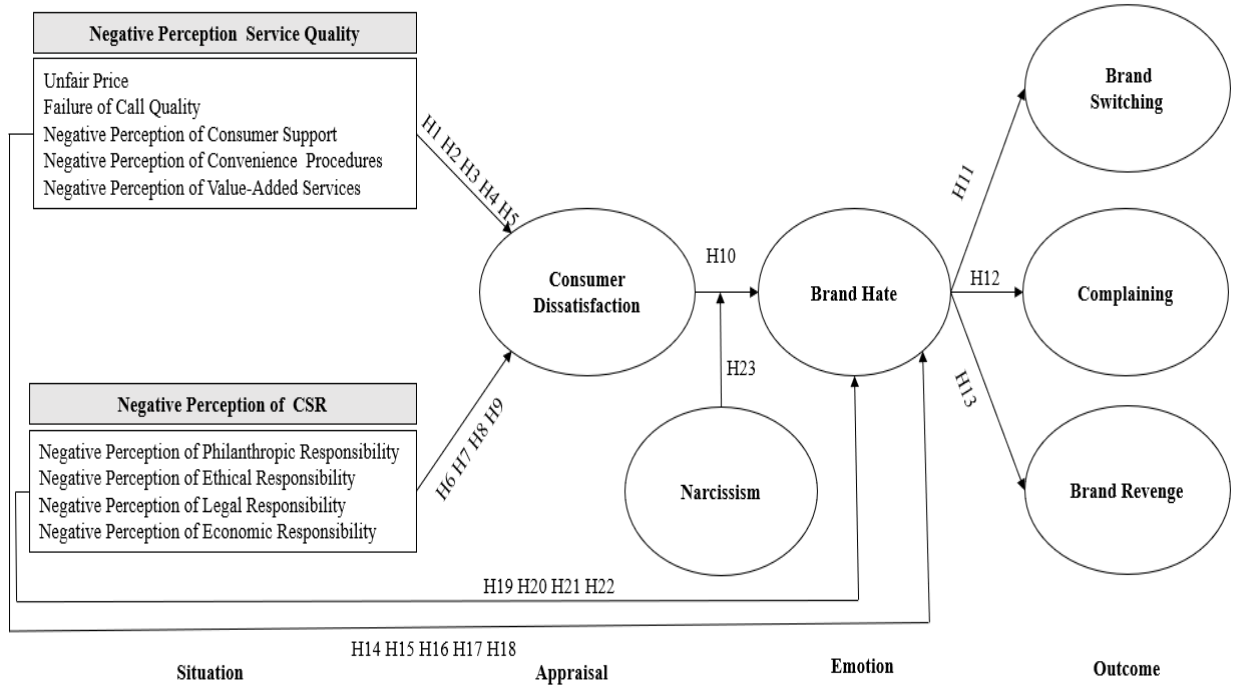 Negative Perception Service Quality
Unfair Price
Failure of Call Quality
Negative Perception of Consumer Support
Negative Perception of Convenience Procedures
Negative Perception of Value-Added Services
H1 H2 H3 H4 H5
Negative Perception of CSR
Negative Perception of Philanthropic Responsibility
Negative Perception of Ethical Responsibility
Negative Perception of Legal Responsibility
Negative Perception of Economic Responsibility
H6 H7 H8 H9
Consumer
Dissatisfaction
H10
H23
Narcissism
Brand Hate
H11
H12
H13
Brand
Switching
Complaining
Brand Revenge
H19 H20 H21 H22
H14 H15 H16 H17 H18
Situation
Appraisal
Emotion
Outcome